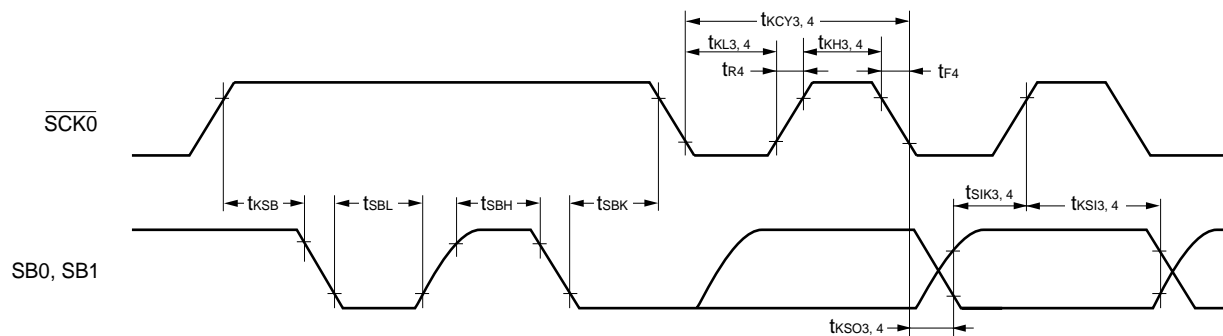 tKCY3, 4
tKL3, 4 tKH3, 4
tR4 tF4
SCK0
tKSB tSBL tSBH tSBK tSIK3, 4 tKSI3, 4
SB0, SB1
tKSO3, 4